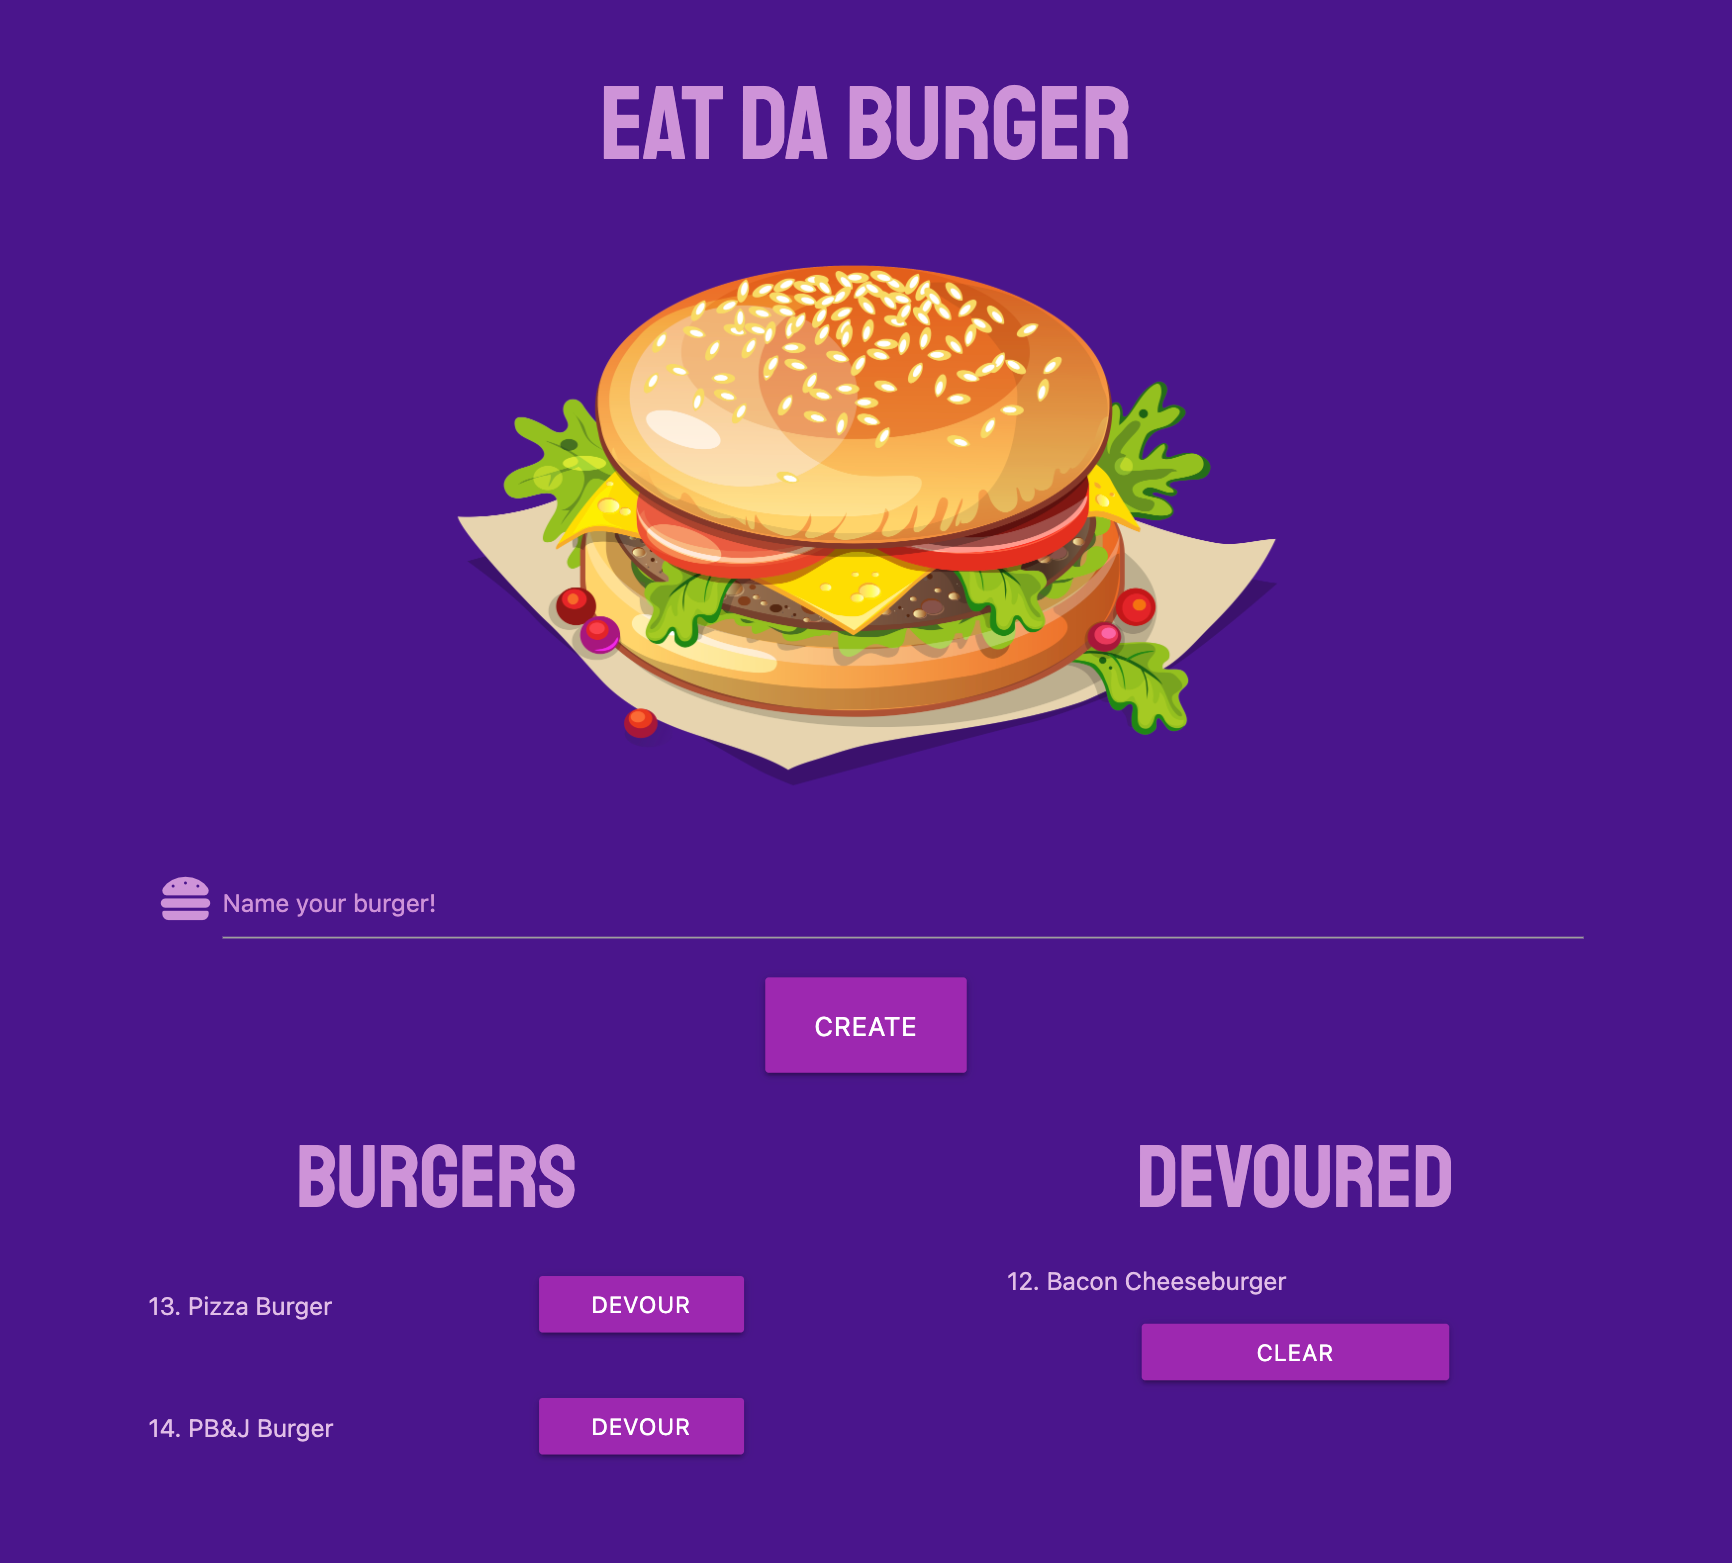 EAT DA BURGER
Name your burger!
CREATE
BURGERS
13. Pizza Burger
DEVOUR
14. PB&J Burger
DEVOUR
DEVOURED
12. Bacon Cheeseburger
CLEAR